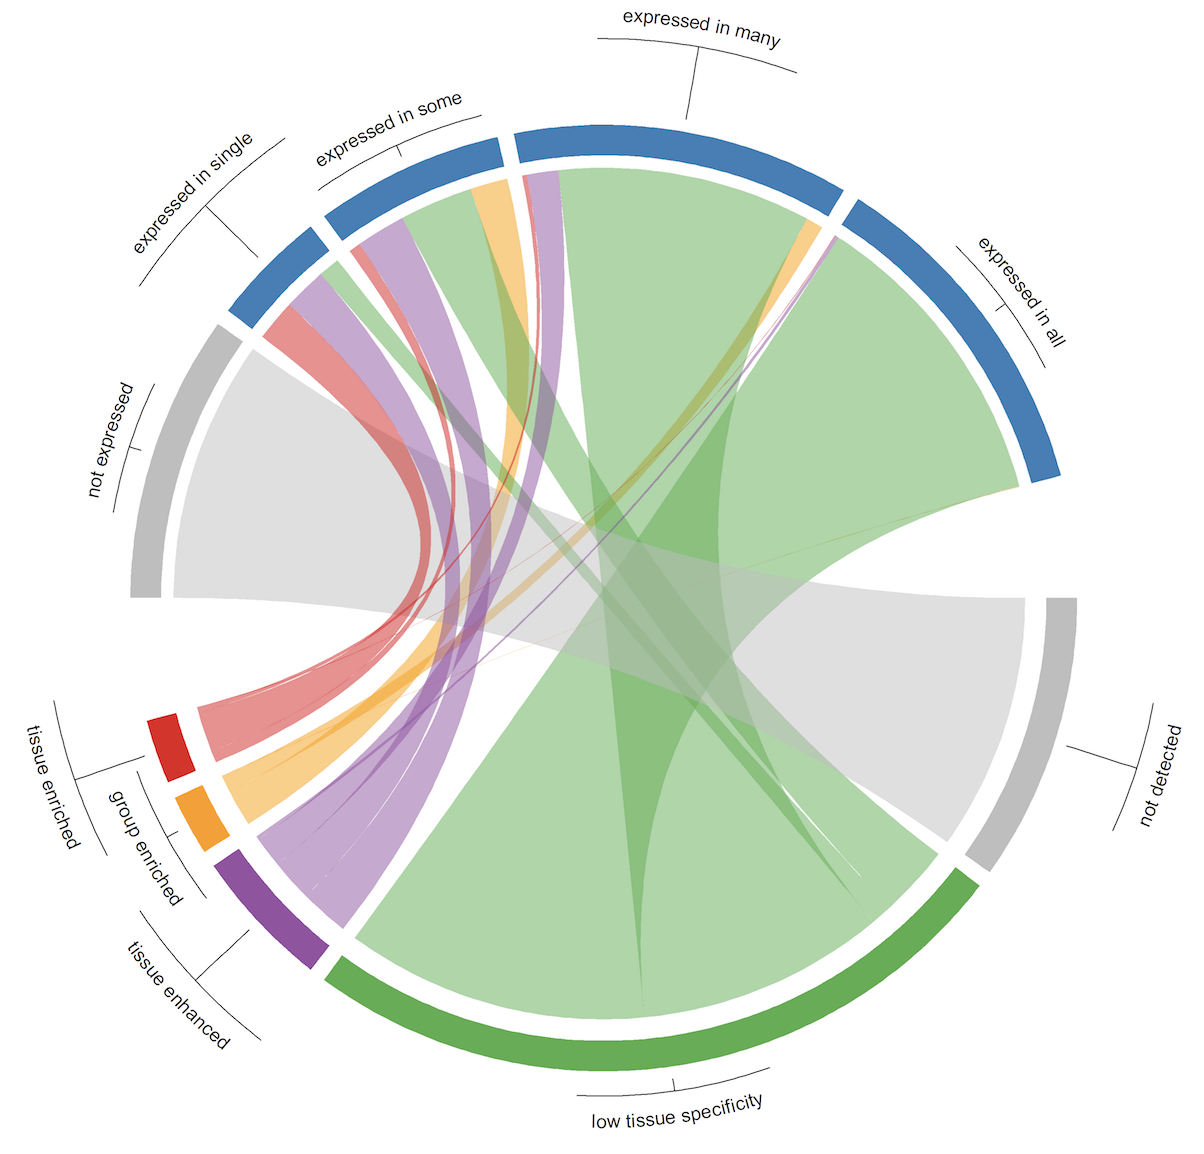 expressed in many
expressed in some
expressed in single
expressed in all
not expressed
not detected
tissue enriched
group enriched
tissue enhanced
low tissue specificity